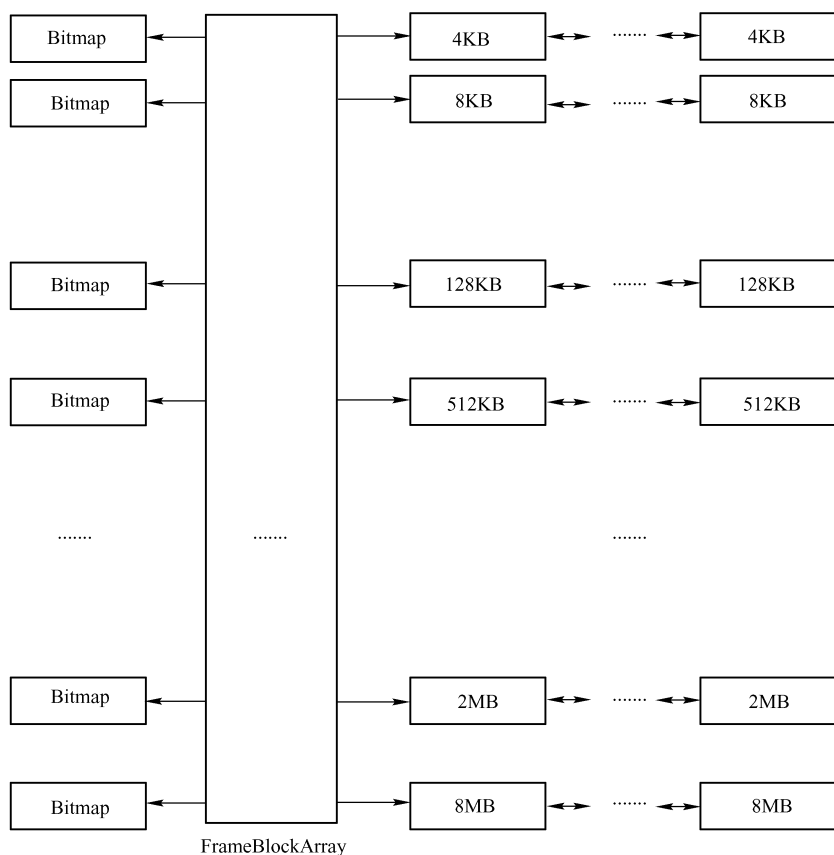 Bitmap 4KB ······· 4KB
Bitmap 8KB ······· 8KB
Bitmap 128KB ······· 128KB
Bitmap 512KB ······· 512KB
······· ······· ·······
Bitmap 2MB ······· 2MB
Bitmap 8MB ······· 8MB
FrameBlockArray